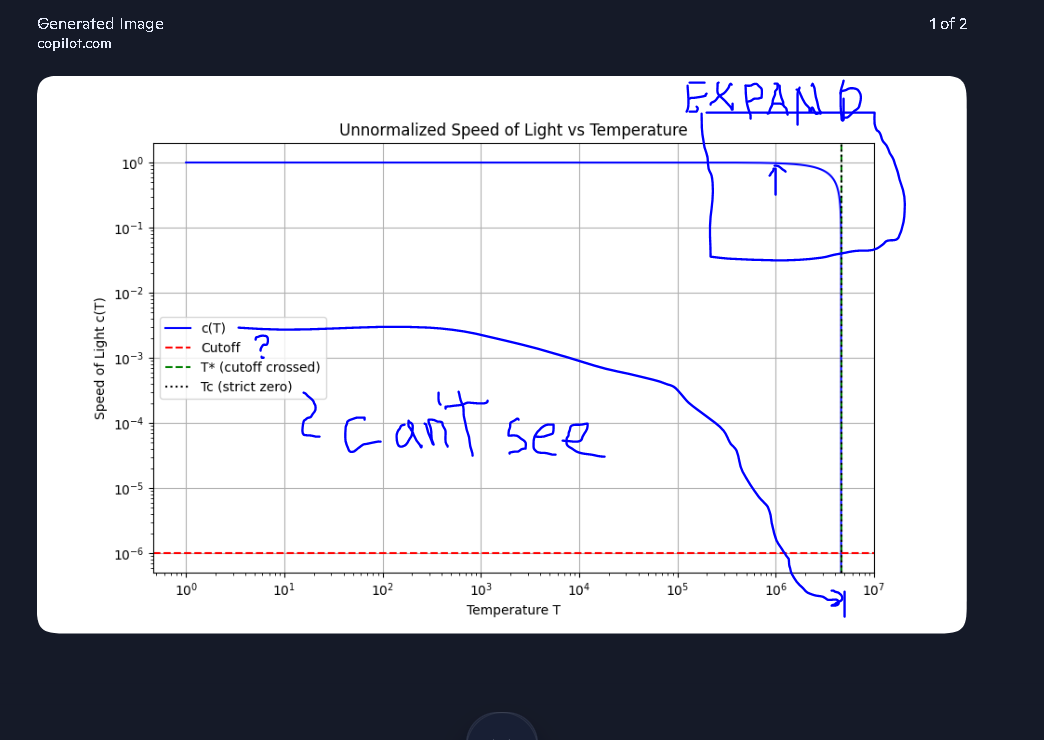 Generated Image
1 of 2
copilot.com
EXPAND
Unnormalized Speed of Light vs Temperature
Speed of Light c(T)
10⁰
10⁻¹
10⁻²
10⁻³
10⁻⁴
10⁻⁵
10⁻⁶
c(T)
Cutoff ?
T* (cutoff crossed)
Tc (strict zero)
? can't see
10⁰ 10¹ 10² 10³ 10⁴ 10⁵ 10⁶ 10⁷
Temperature T